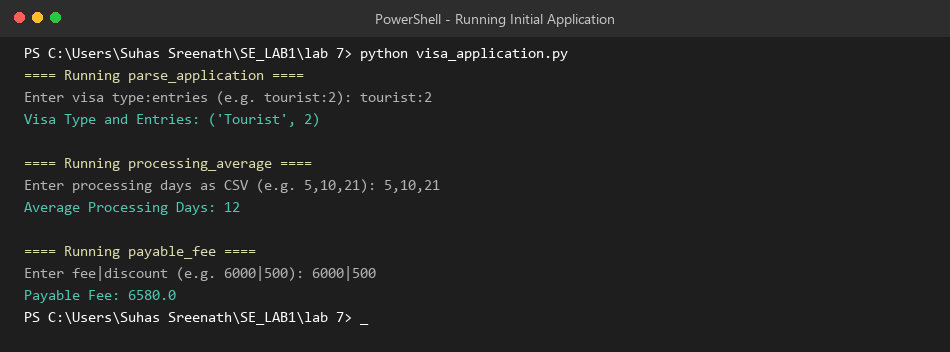 PowerShell - Running Initial Application
PS C:\Users\Suhas Sreenath\SE_LAB1\lab 7> python visa_application.py
==== Running parse_application ====
Enter visa type:entries (e.g. tourist:2): tourist:2
Visa Type and Entries: ('Tourist', 2)
==== Running processing_average ====
Enter processing days as CSV (e.g. 5,10,21): 5,10,21
Average Processing Days: 12
==== Running payable_fee ====
Enter fee|discount (e.g. 6000|500): 6000|500
Payable Fee: 6580.0
PS C:\Users\Suhas Sreenath\SE_LAB1\lab 7> _